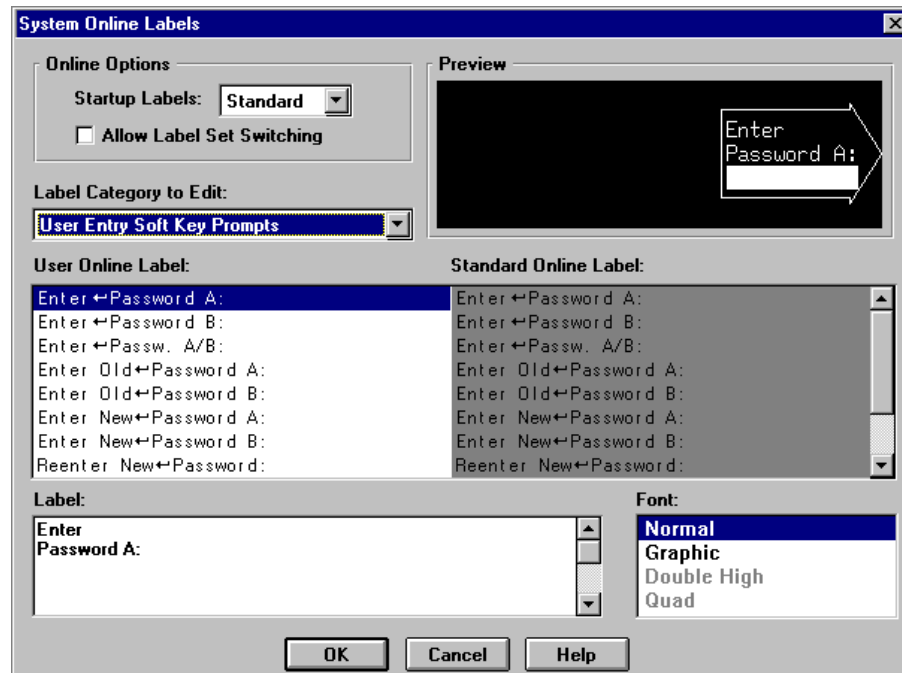 System Online Labels
Online Options
Startup Labels: Standard
Allow Label Set Switching
Preview
Enter
Password A:
Label Category to Edit:
User Entry Soft Key Prompts
User Online Label:
Enter↵Password A:
Enter↵Password B:
Enter↵Passw. A/B:
Enter Old↵Password A:
Enter Old↵Password B:
Enter New↵Password A:
Enter New↵Password B:
Reenter New↵Password:
Standard Online Label:
Enter↵Password A:
Enter↵Password B:
Enter↵Passw. A/B:
Enter Old↵Password A:
Enter Old↵Password B:
Enter New↵Password A:
Enter New↵Password B:
Reenter New↵Password:
Label:
Enter
Password A:
Font:
Normal
Graphic
Double High
Quad
OK Cancel Help